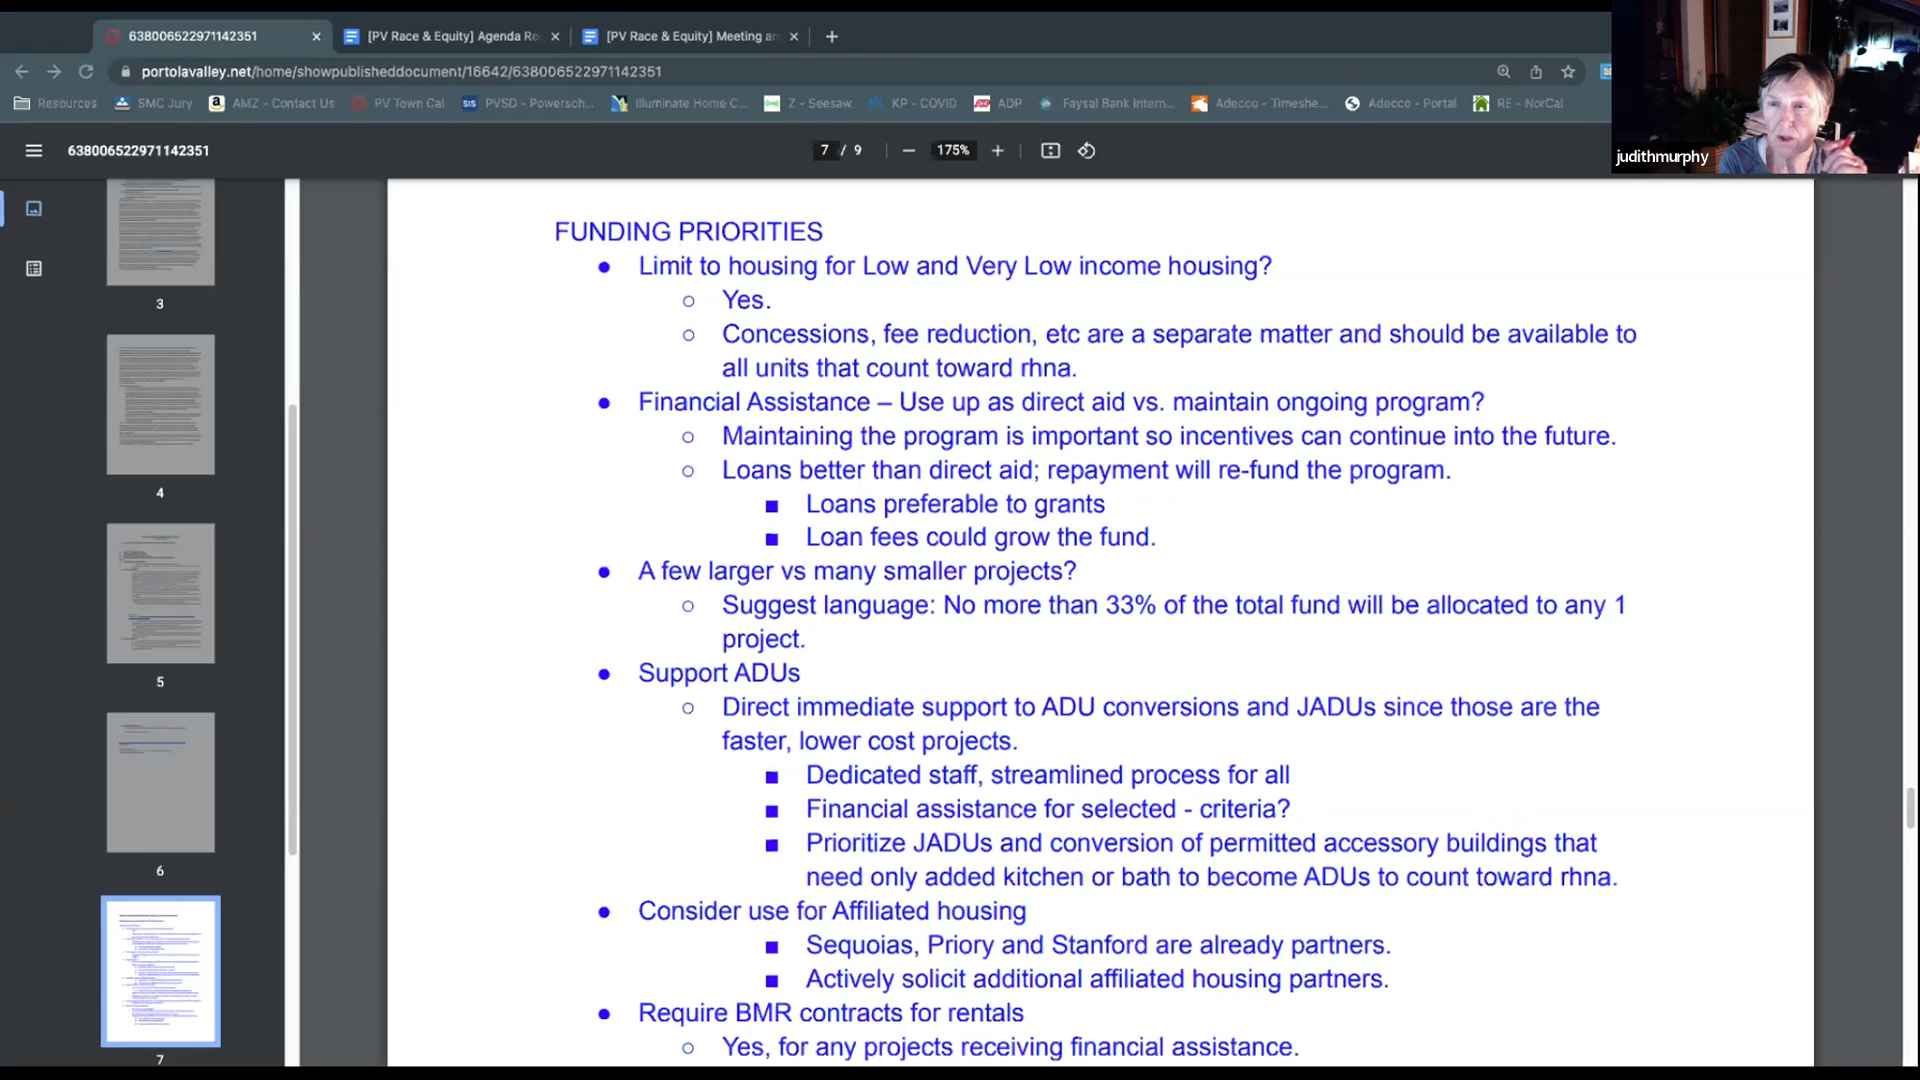 638006522971142351
[PV Race & Equity] Agenda Re
[PV Race & Equity] Meeting an
portolavalley.net/home/showpublisheddocument/16642/638006522971142351
Resources
SMC Jury
AMZ - Contact Us
PV Town Cal
SIS
PVSD - Powersch...
Illuminate Home C...
Z - Seesaw
KP - COVID
ADP
Faysal Bank Intern...
Adecco - Timeshe...
Adecco - Portal
RE - NorCal
638006522971142351
7 / 9
175%
judithmurphy
3
4
5
6
7
FUNDING PRIORITIES
● Limit to housing for Low and Very Low income housing?
○ Yes.
○ Concessions, fee reduction, etc are a separate matter and should be available to
all units that count toward rhna.
● Financial Assistance – Use up as direct aid vs. maintain ongoing program?
○ Maintaining the program is important so incentives can continue into the future.
○ Loans better than direct aid; repayment will re-fund the program.
■ Loans preferable to grants
■ Loan fees could grow the fund.
● A few larger vs many smaller projects?
○ Suggest language: No more than 33% of the total fund will be allocated to any 1
project.
● Support ADUs
○ Direct immediate support to ADU conversions and JADUs since those are the
faster, lower cost projects.
■ Dedicated staff, streamlined process for all
■ Financial assistance for selected - criteria?
■ Prioritize JADUs and conversion of permitted accessory buildings that
need only added kitchen or bath to become ADUs to count toward rhna.
● Consider use for Affiliated housing
■ Sequoias, Priory and Stanford are already partners.
■ Actively solicit additional affiliated housing partners.
● Require BMR contracts for rentals
○ Yes, for any projects receiving financial assistance.